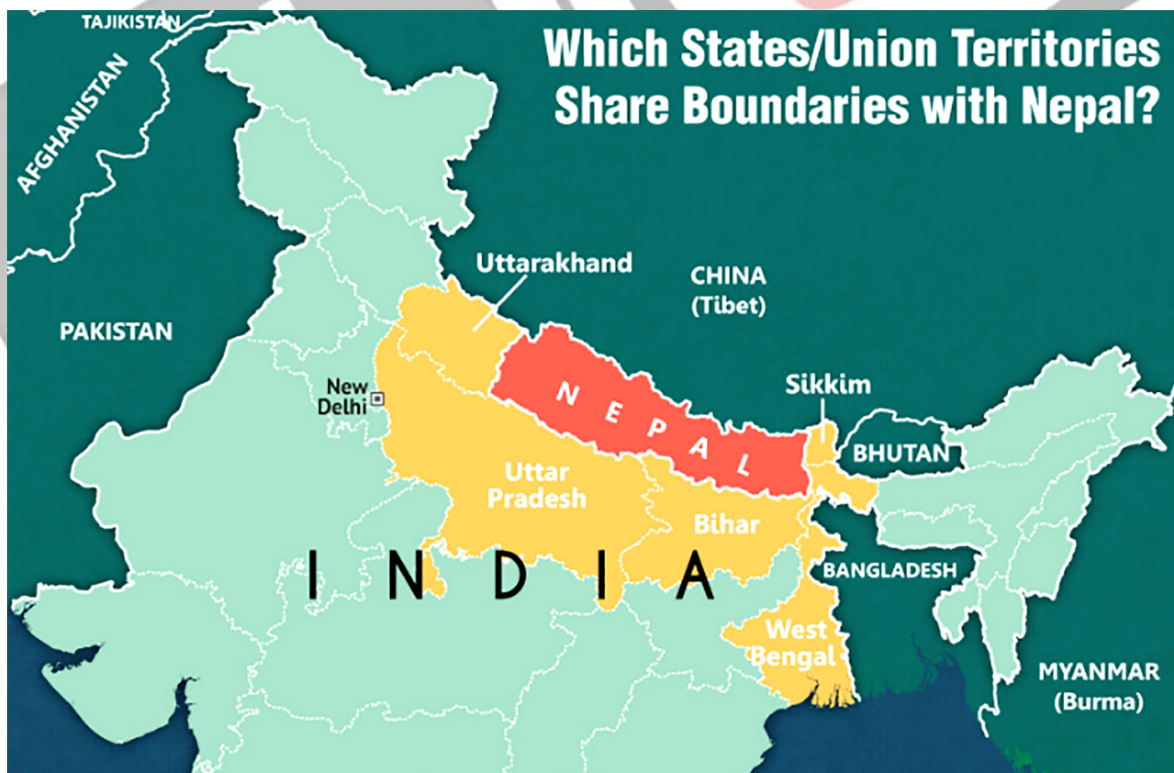 Which States/Union Territories
Share Boundaries with Nepal?
TAJIKISTAN
AFGHANISTAN
PAKISTAN
Uttarakhand
CHINA
(Tibet)
New
Delhi
NEPAL
Sikkim
BHUTAN
Uttar
Pradesh
Bihar
INDIA
BANGLADESH
West
Bengal
MYANMAR
(Burma)